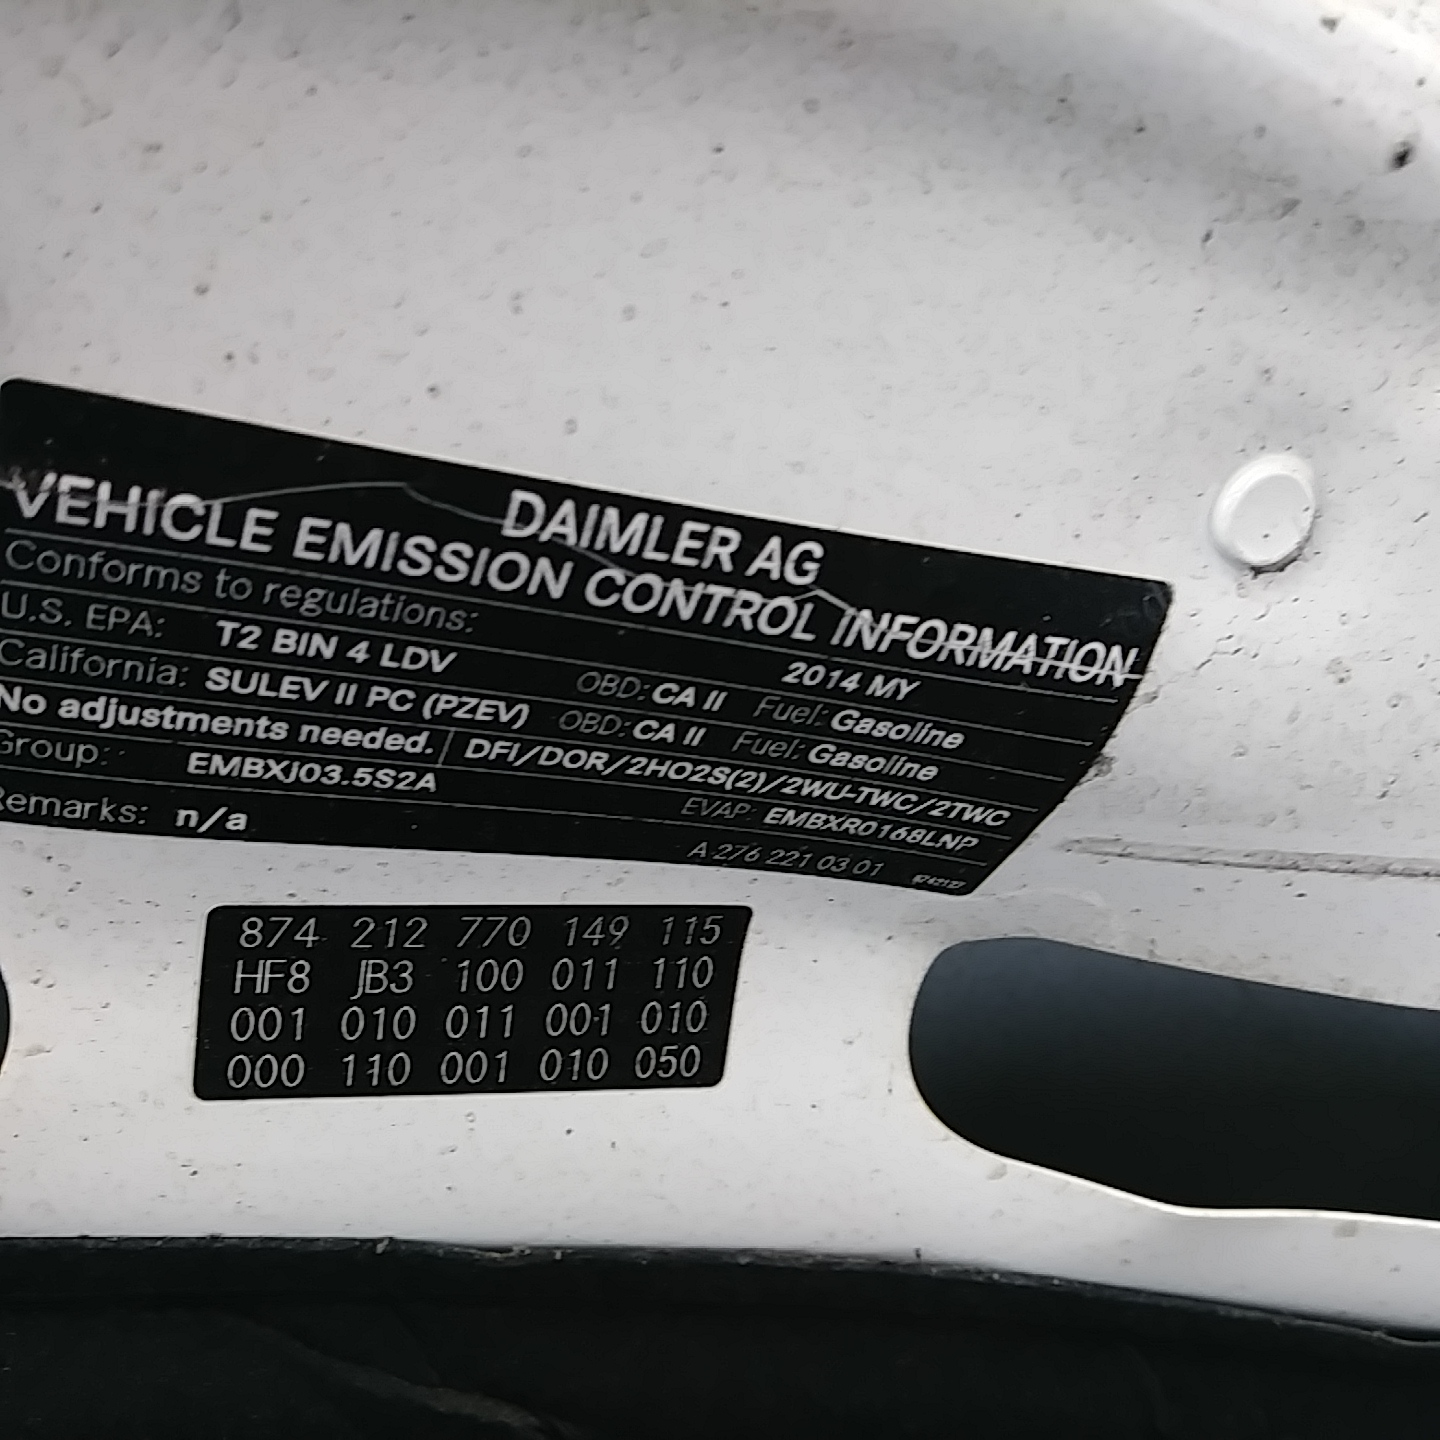 DAIMLER AG
VEHICLE EMISSION CONTROL INFORMATION
Conforms to regulations: 2014 MY
U.S. EPA: T2 BIN 4 LDV OBD: CA II Fuel: Gasoline
California: SULEV II PC (PZEV) OBD: CA II Fuel: Gasoline
No adjustments needed. DFI/DOR/2HO2S(2)/2WU-TWC/2TWC
Group: EMBXJ03.5S2A EVAP: EMBXR0168LNP
Remarks: n/a A 276 221 03 01
874 212 770 149 115
HF8 JB3 100 011 110
001 010 011 001 010
000 110 001 010 050